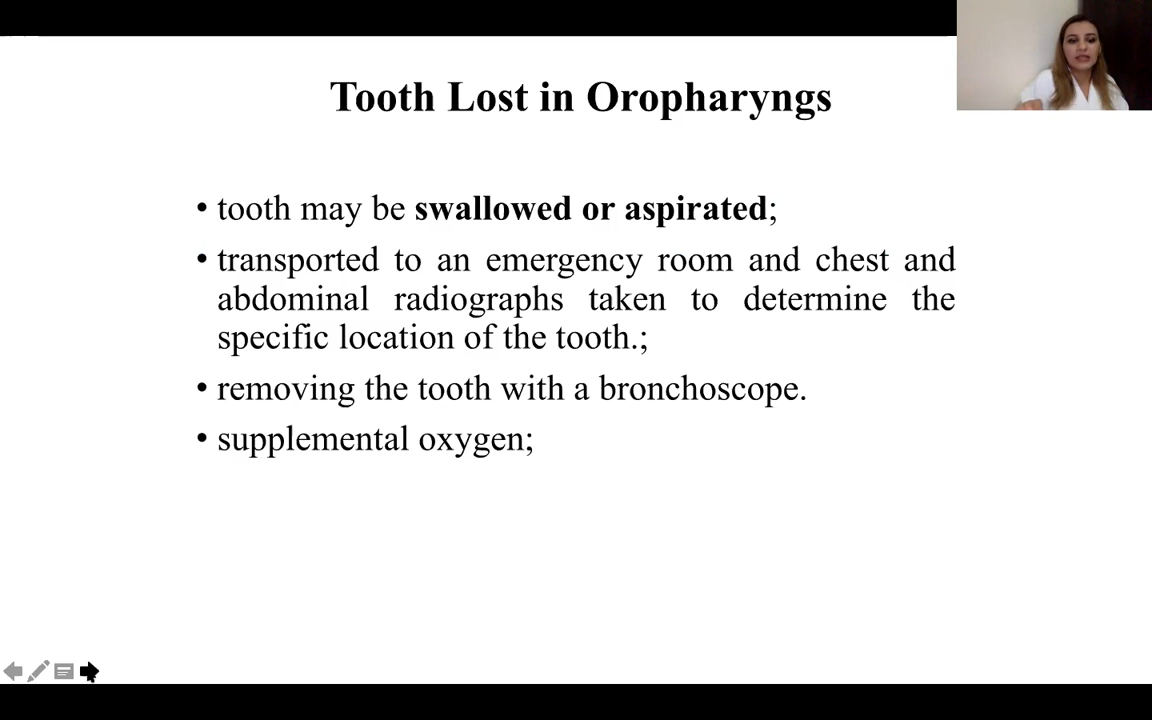 Tooth Lost in Oropharyngs
• tooth may be swallowed or aspirated;
• transported to an emergency room and chest and
abdominal radiographs taken to determine the
specific location of the tooth.;
• removing the tooth with a bronchoscope.
• supplemental oxygen;